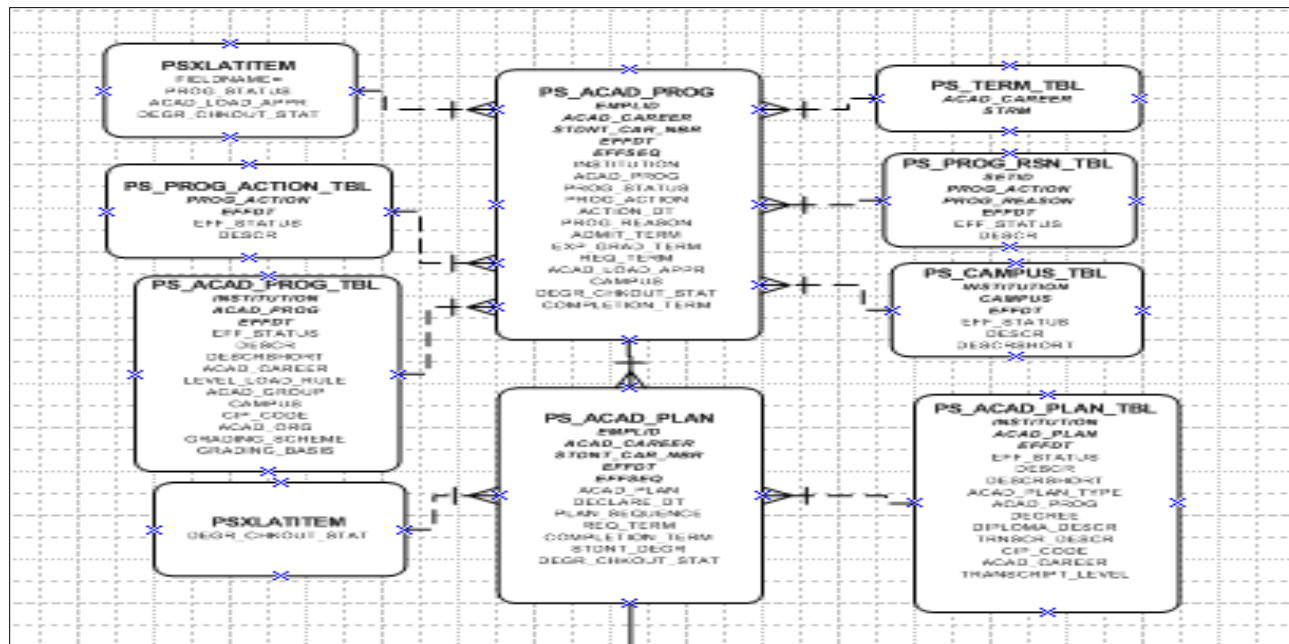 PSXLATITEM
FIELDNAME=
PROG_STATUS
ACAD_LOAD_APPR
DEGR_CHKOUT_STAT
PS_PROG_ACTION_TBL
PROG_ACTION
EFFDT
EFF_STATUS
DESCR
PS_ACAD_PROG_TBL
INSTITUTION
ACAD_PROG
EFFDT
EFF_STATUS
DESCR
DESCRSHORT
ACAD_CAREER
LEVEL_LOAD_RULE
ACAD_GROUP
CAMPUS
CIP_CODE
ACAD_ORG
GRADING_SCHEME
GRADING_BASIS
PSXLATITEM
DEGR_CHKOUT_STAT
PS_ACAD_PROG
EMPLID
ACAD_CAREER
STDNT_CAR_NBR
EFFDT
EFFSEQ
INSTITUTION
ACAD_PROG
PROG_STATUS
PROG_ACTION
ACTION_DT
PROG_REASON
ADMIT_TERM
EXP_GRAD_TERM
REQ_TERM
ACAD_LOAD_APPR
CAMPUS
DEGR_CHKOUT_STAT
COMPLETION_TERM
PS_ACAD_PLAN
EMPLID
ACAD_CAREER
STDNT_CAR_NBR
EFFDT
EFFSEQ
ACAD_PLAN
DECLARE_DT
PLAN_SEQUENCE
REQ_TERM
COMPLETION_TERM
STDNT_DEGR
DEGR_CHKOUT_STAT
PS_TERM_TBL
ACAD_CAREER
STRM
PS_PROG_RSN_TBL
SETID
PROG_ACTION
PROG_REASON
EFFDT
EFF_STATUS
DESCR
PS_CAMPUS_TBL
INSTITUTION
CAMPUS
EFFDT
EFF_STATUS
DESCR
DESCRSHORT
PS_ACAD_PLAN_TBL
INSTITUTION
ACAD_PLAN
EFFDT
EFF_STATUS
DESCR
DESCRSHORT
ACAD_PLAN_TYPE
ACAD_PROG
DEGREE
DIPLOMA_DESCR
TRNSCR_DESCR
CIP_CODE
ACAD_CAREER
TRANSCRIPT_LEVEL